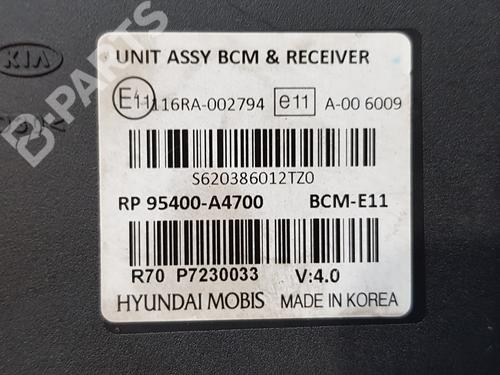 KIA
B-PARTS
UNIT ASSY BCM & RECEIVER
E11 116RA-002794 e11 A-00 6009
S620386012TZ0
RP 95400-A4700 BCM-E11
R70 P7230033 V:4.0
HYUNDAI MOBIS MADE IN KOREA